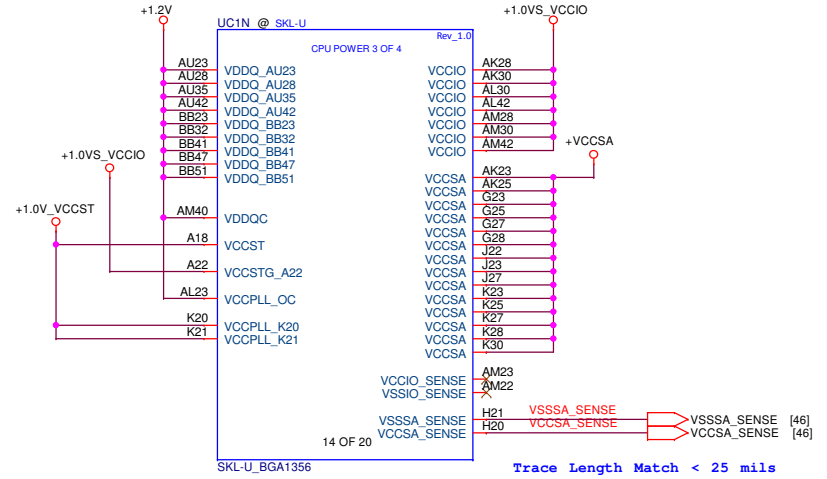 +1.2V
+1.0VS_VCCIO
UC1N @ SKL-U
Rev_1.0
CPU POWER 3 OF 4
AU23 VDDQ_AU23 VCCIO AK28
AU28 VDDQ_AU28 VCCIO AK30
AU35 VDDQ_AU35 VCCIO AL30
AU42 VDDQ_AU42 VCCIO AL42
BB23 VDDQ_BB23 VCCIO AM28
BB32 VDDQ_BB32 VCCIO AM30
BB41 VDDQ_BB41 VCCIO AM42
+VCCSA
+1.0VS_VCCIO
BB47 VDDQ_BB47
BB51 VDDQ_BB51 VCCSA AK23
VCCSA AK25
VCCSA G23
+1.0V_VCCST
AM40 VDDQC VCCSA G25
VCCSA G27
A18 VCCST VCCSA G28
VCCSA J22
A22 VCCSTG_A22 VCCSA J23
VCCSA J27
AL23 VCCPLL_OC VCCSA K23
VCCSA K25
K20 VCCPLL_K20 VCCSA K27
K21 VCCPLL_K21 VCCSA K28
VCCSA K30
VCCIO_SENSE AM23
VSSIO_SENSE AM22
VSSSA_SENSE H21 VSSSA_SENSE VSSSA_SENSE [46]
VCCSA_SENSE H20 VCCSA_SENSE VCCSA_SENSE [46]
14 OF 20
SKL-U_BGA1356
Trace Length Match < 25 mils